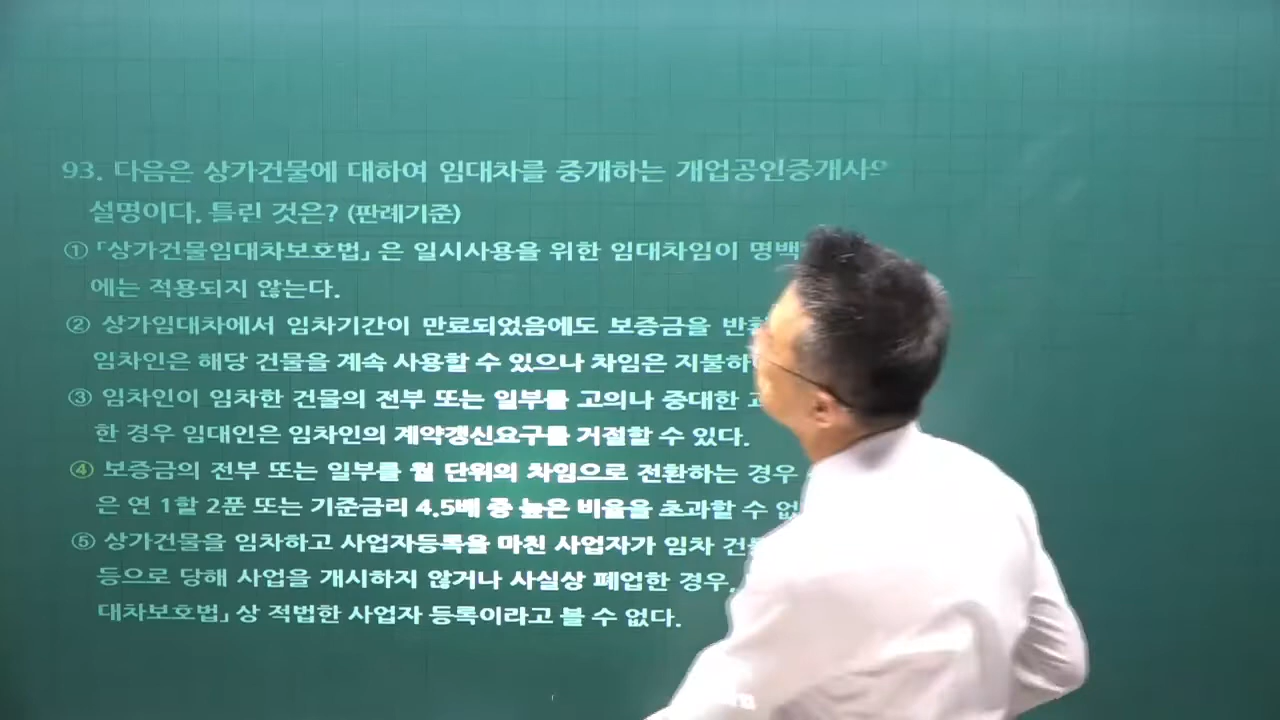 93. 다음은 상가건물에 대하여 임대차를 중개하는 개업공인중개사의
설명이다. 틀린 것은? (판례기준)
① 「상가건물임대차보호법」은 일시사용을 위한 임대차임이
에는 적용되지 않는다.
② 상가임대차에서 임차기간이 만료되었음에도 보증금을
임차인은 해당 건물을 계속 사용할 수 있으나 차임은
③ 임차인이 임차한 건물의 전부 또는 일부를 고의나 중대한
한 경우 임대인은 임차인의 계약갱신요구를 거절할 수 있다.
④ 보증금의 전부 또는 일부를 월 단위의 차임으로 전환하는 경우
은 연 1할 2푼 또는 기준금리 4.5배 중 높은 비율을 초과할 수
⑤ 상가건물을 임차하고 사업자등록을 마친 사업자가 임차
등으로 당해 사업을 개시하지 않거나 사실상 폐업한 경우,
대차보호법」상 적법한 사업자 등록이라고 볼 수 없다.